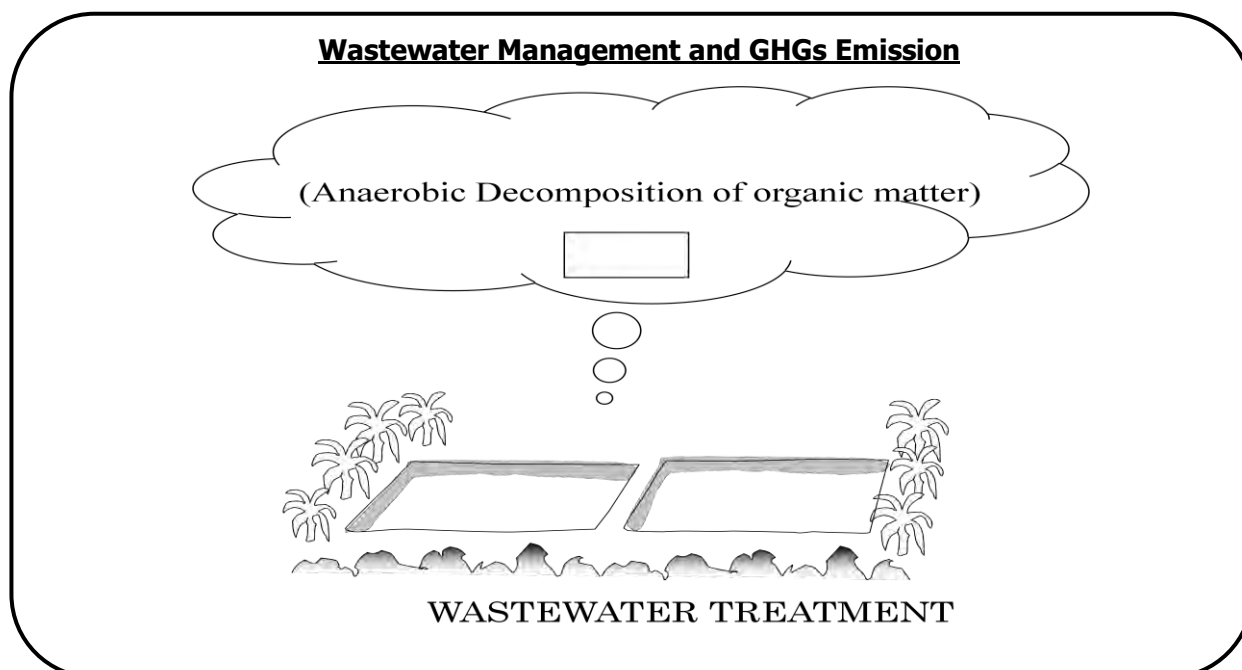 Wastewater Management and GHGs Emission
(Anaerobic Decomposition of organic matter)
WASTEWATER TREATMENT